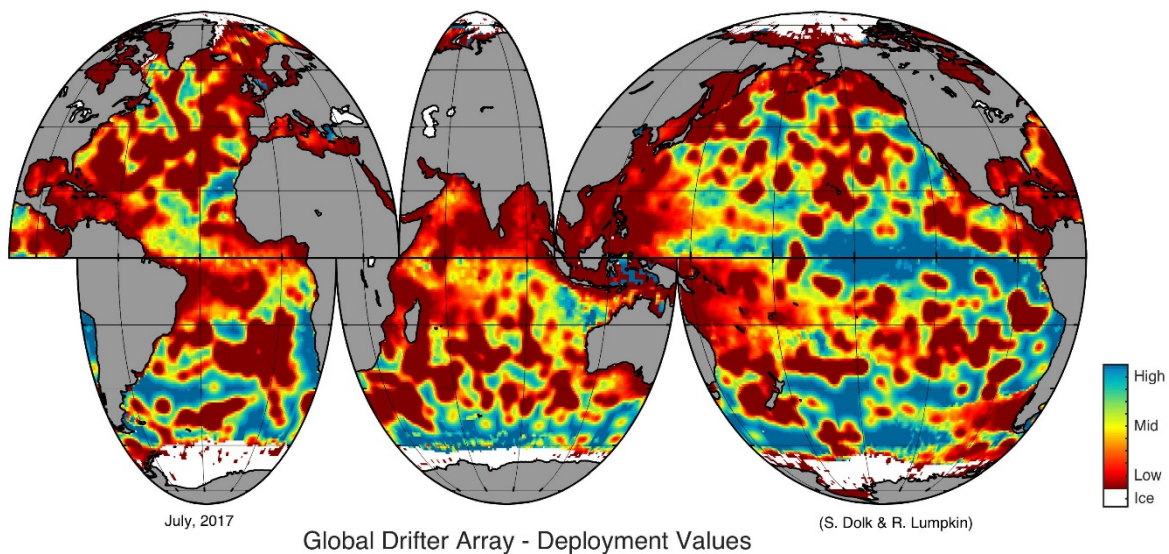 High
Mid
Low
Ice
July, 2017
(S. Dolk & R. Lumpkin)
Global Drifter Array - Deployment Values